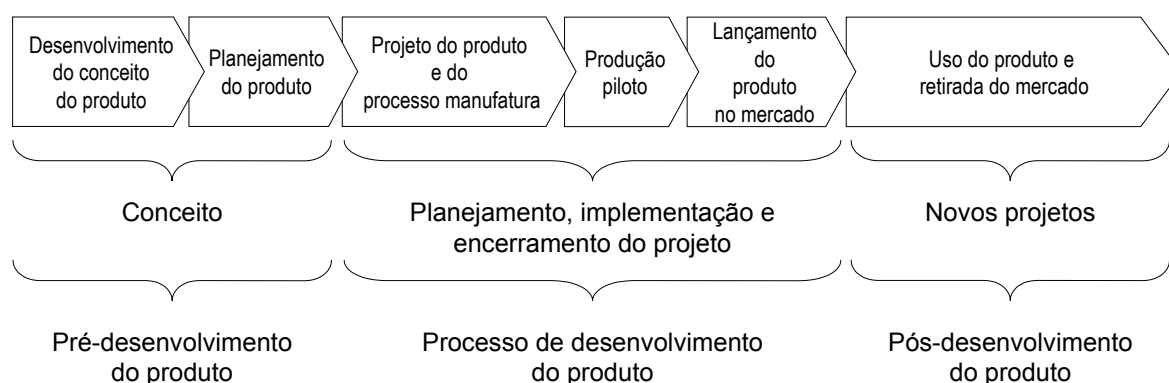 Desenvolvimento
do conceito
do produto
Planejamento
do produto
Projeto do produto
e do
processo manufatura
Produção
piloto
Lançamento
do
produto
no mercado
Uso do produto e
retirada do mercado
Conceito
Planejamento, implementação e
encerramento do projeto
Novos projetos
Pré-desenvolvimento
do produto
Processo de desenvolvimento
do produto
Pós-desenvolvimento
do produto